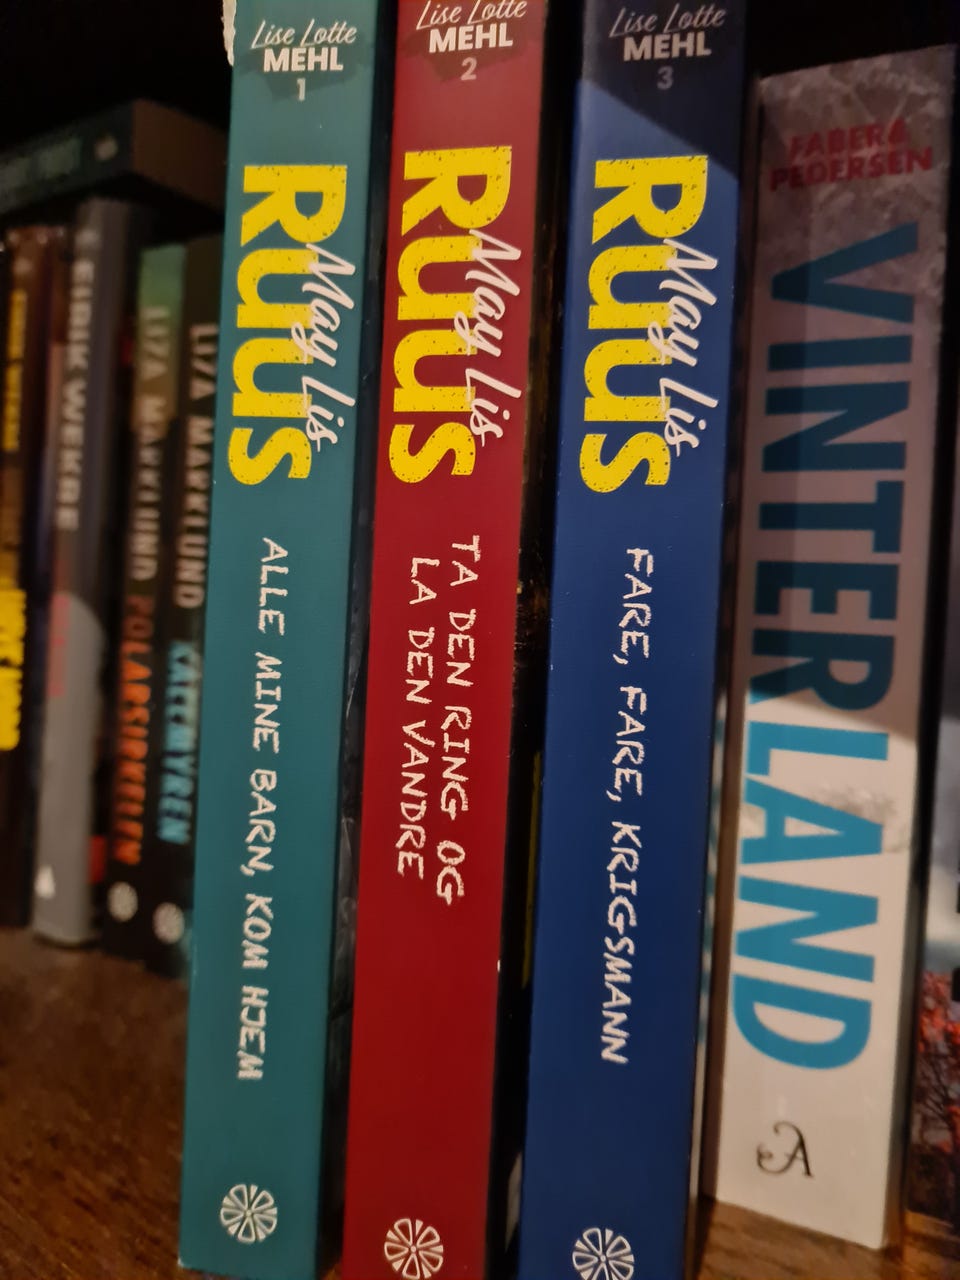 EIRIK WEKRE
LIZA MARKLUND POLARSIRKELEN
LIZA MARKLUND KALLMYREN
Lise Lotte
MEHL
1
May Lis
RUUS
ALLE MINE BARN, KOM HJEM
Lise Lotte
MEHL
2
May Lis
RUUS
TA DEN RING OG
LA DEN VANDRE
Lise Lotte
MEHL
3
May Lis
RUUS
FARE, FARE, KRIGSMANN
FABER &
PEDERSEN
VINTERLAND
A